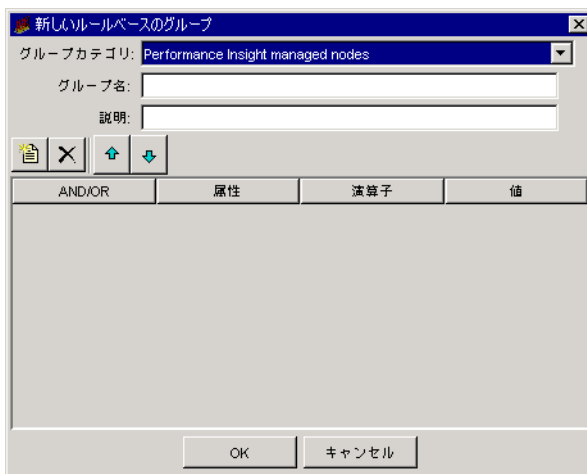 新しいルールベースのグループ
グループカテゴリ: Performance Insight managed nodes
グループ名:
説明:
AND/OR 属性 演算子 値
OK キャンセル